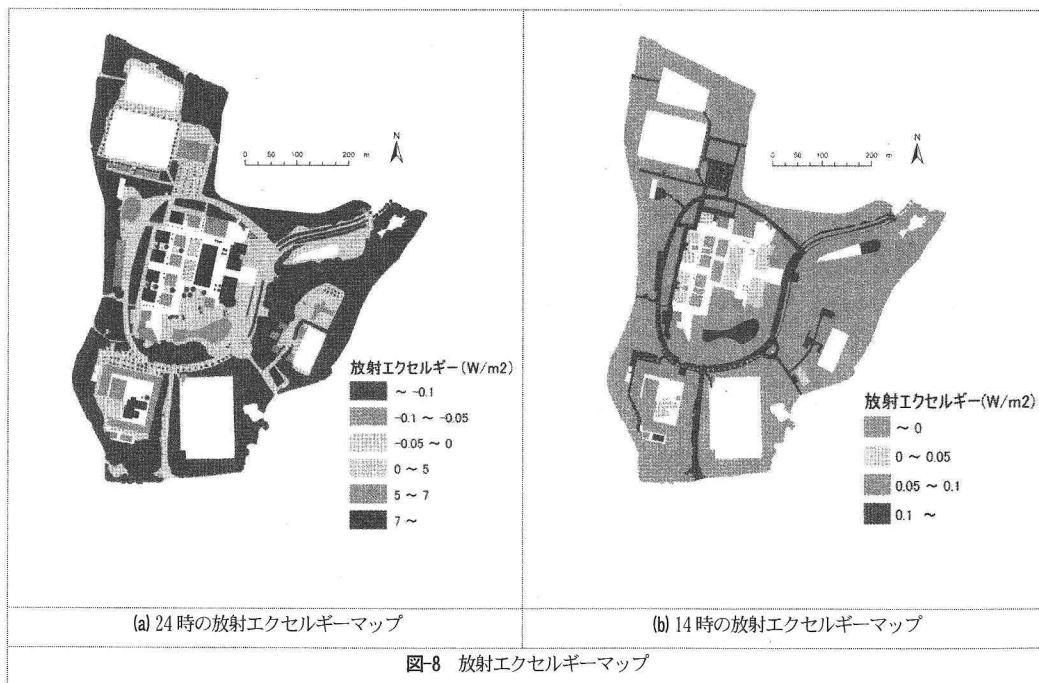 N
0 50 100 200 m
放射エクセルギー(W/m2)
～ -0.1
-0.1 ～ -0.05
-0.05 ～ 0
0 ～ 5
5 ～ 7
7 ～
(a) 24時の放射エクセルギーマップ
N
0 50 100 200 m
放射エクセルギー(W/m2)
～ 0
0 ～ 0.05
0.05 ～ 0.1
0.1 ～
(b) 14時の放射エクセルギーマップ
図-8 放射エクセルギーマップ